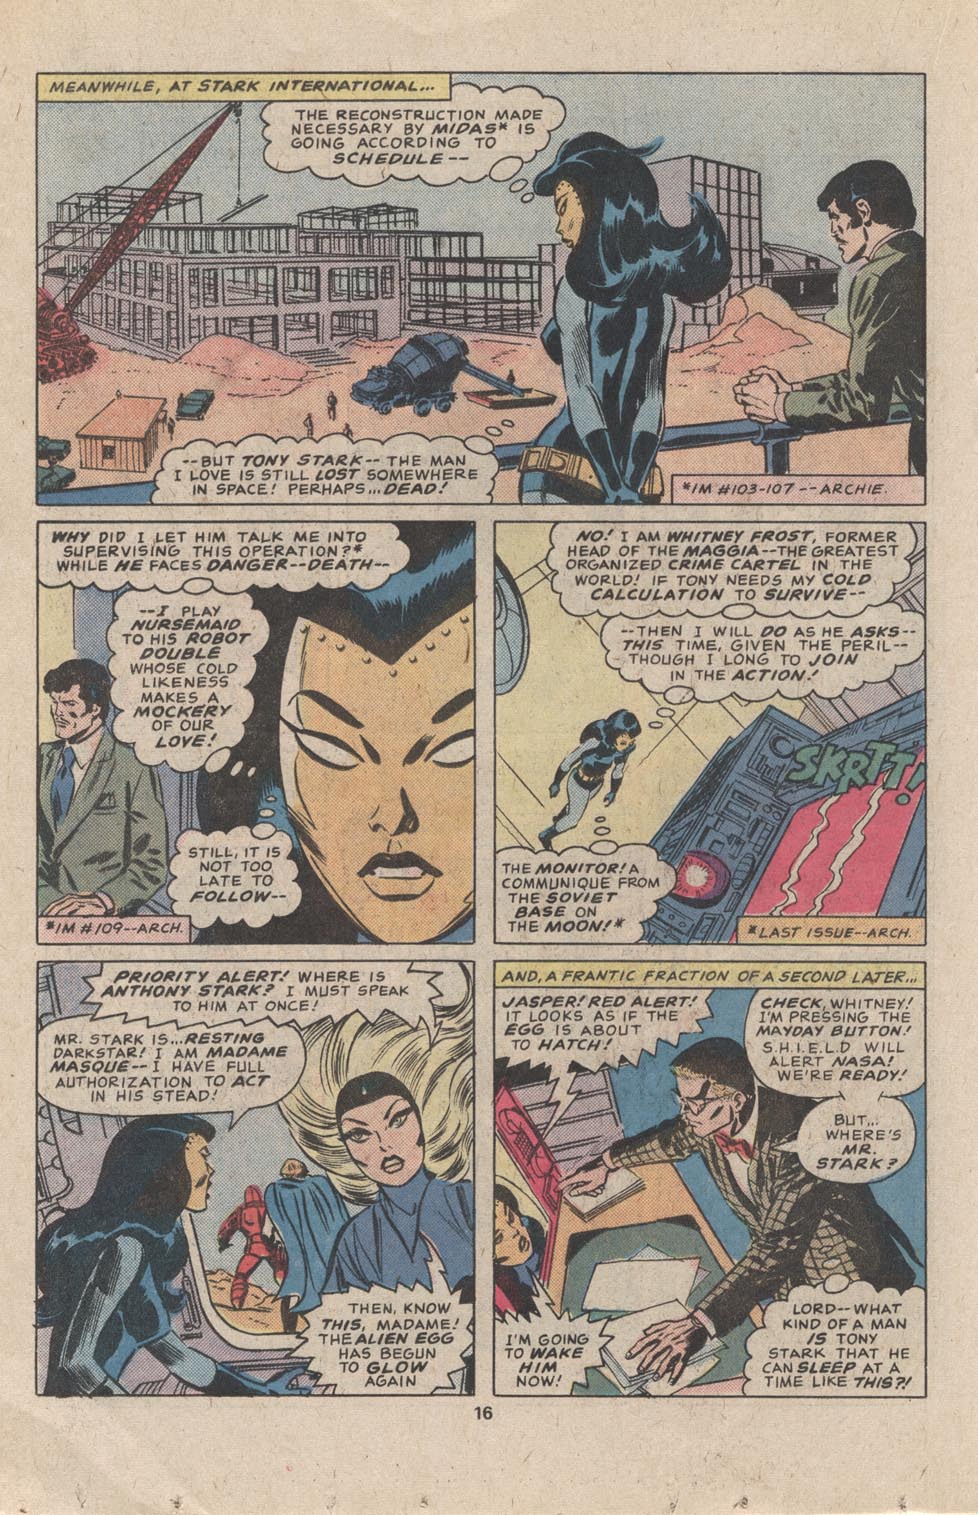 MEANWHILE, AT STARK INTERNATIONAL...
THE RECONSTRUCTION MADE
NECESSARY BY MIDAS* IS
GOING ACCORDING TO
SCHEDULE--
--BUT TONY STARK--THE MAN
I LOVE IS STILL LOST SOMEWHERE
IN SPACE! PERHAPS...DEAD!
*IM #103-107--ARCHIE.
WHY DID I LET HIM TALK ME INTO
SUPERVISING THIS OPERATION?*
WHILE HE FACES DANGER--DEATH--
--I PLAY
NURSEMAID
TO HIS ROBOT
DOUBLE
WHOSE COLD
LIKENESS
MAKES A
MOCKERY
OF OUR
LOVE!
STILL, IT IS
NOT TOO
LATE TO
FOLLOW--
*IM #109--ARCH.
NO! I AM WHITNEY FROST, FORMER
HEAD OF THE MAGGIA--THE GREATEST
ORGANIZED CRIME CARTEL IN THE
WORLD! IF TONY NEEDS MY COLD
CALCULATION TO SURVIVE--
--THEN I WILL DO AS HE ASKS--
THIS TIME, GIVEN THE PERIL--
THOUGH I LONG TO JOIN
IN THE ACTION!
SKRTT!
THE MONITOR! A
COMMUNIQUE FROM
THE SOVIET
BASE ON
THE MOON!*
*LAST ISSUE--ARCH.
PRIORITY ALERT! WHERE IS
ANTHONY STARK? I MUST SPEAK
TO HIM AT ONCE!
MR. STARK IS...RESTING
DARKSTAR! I AM MADAME
MASQUE--I HAVE FULL
AUTHORIZATION TO ACT
IN HIS STEAD!
THEN, KNOW
THIS, MADAME!
THE ALIEN EGG
HAS BEGUN
TO GLOW
AGAIN
AND, A FRANTIC FRACTION OF A SECOND LATER...
JASPER! RED ALERT!
IT LOOKS AS IF THE
EGG IS ABOUT
TO HATCH!
CHECK, WHITNEY!
I'M PRESSING THE
MAYDAY BUTTON!
S.H.I.E.L.D WILL
ALERT NASA!
WE'RE READY!
BUT...
WHERE'S
MR.
STARK?
I'M GOING
TO WAKE
HIM
NOW!
LORD--WHAT
KIND OF A MAN
IS TONY
STARK THAT HE
CAN SLEEP AT A
TIME LIKE THIS?!
16